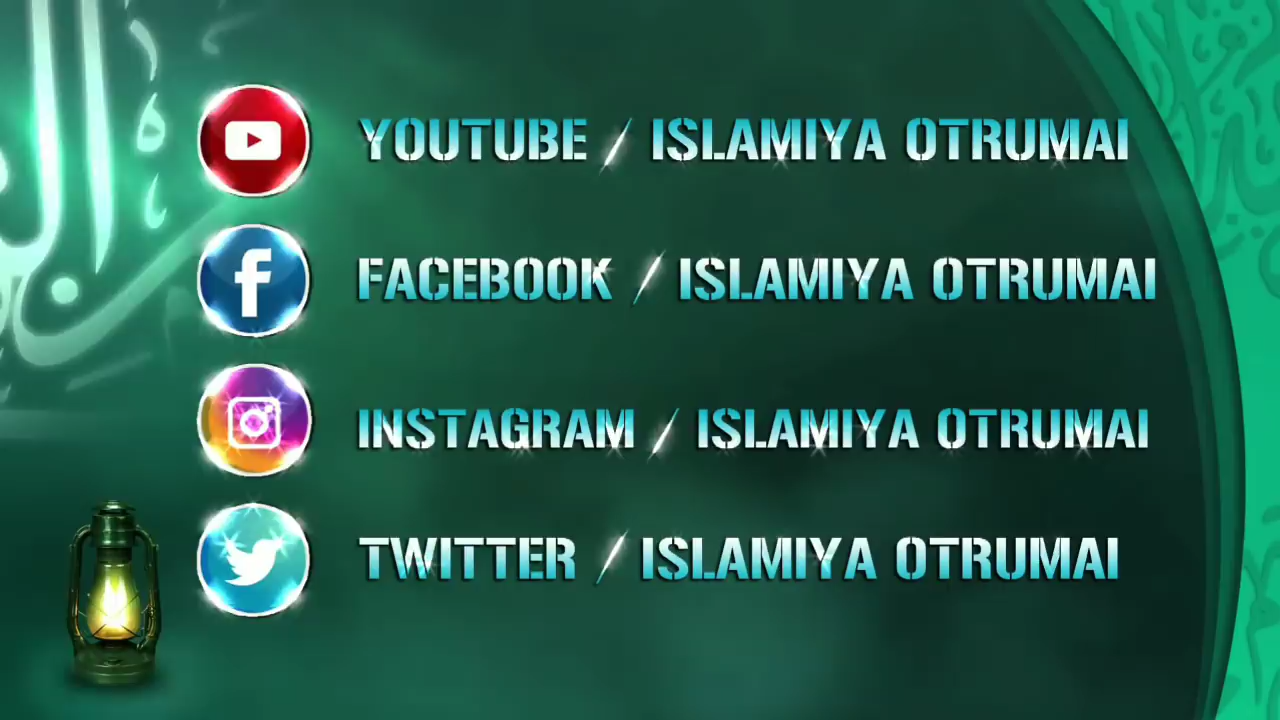 YOUTUBE / ISLAMIYA OTRUMAI
FACEBOOK / ISLAMIYA OTRUMAI
INSTAGRAM / ISLAMIYA OTRUMAI
TWITTER / ISLAMIYA OTRUMAI